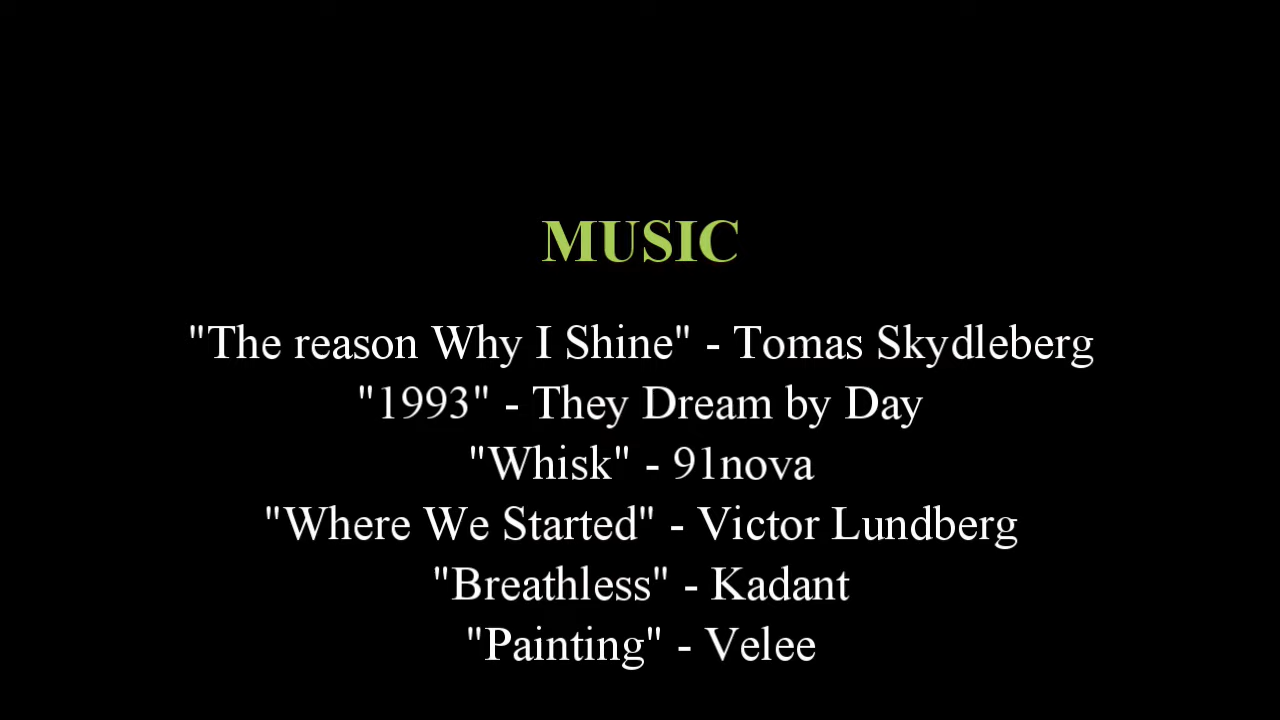 MUSIC
"The reason Why I Shine" - Tomas Skydleberg
"1993" - They Dream by Day
"Whisk" - 91nova
"Where We Started" - Victor Lundberg
"Breathless" - Kadant
"Painting" - Velee